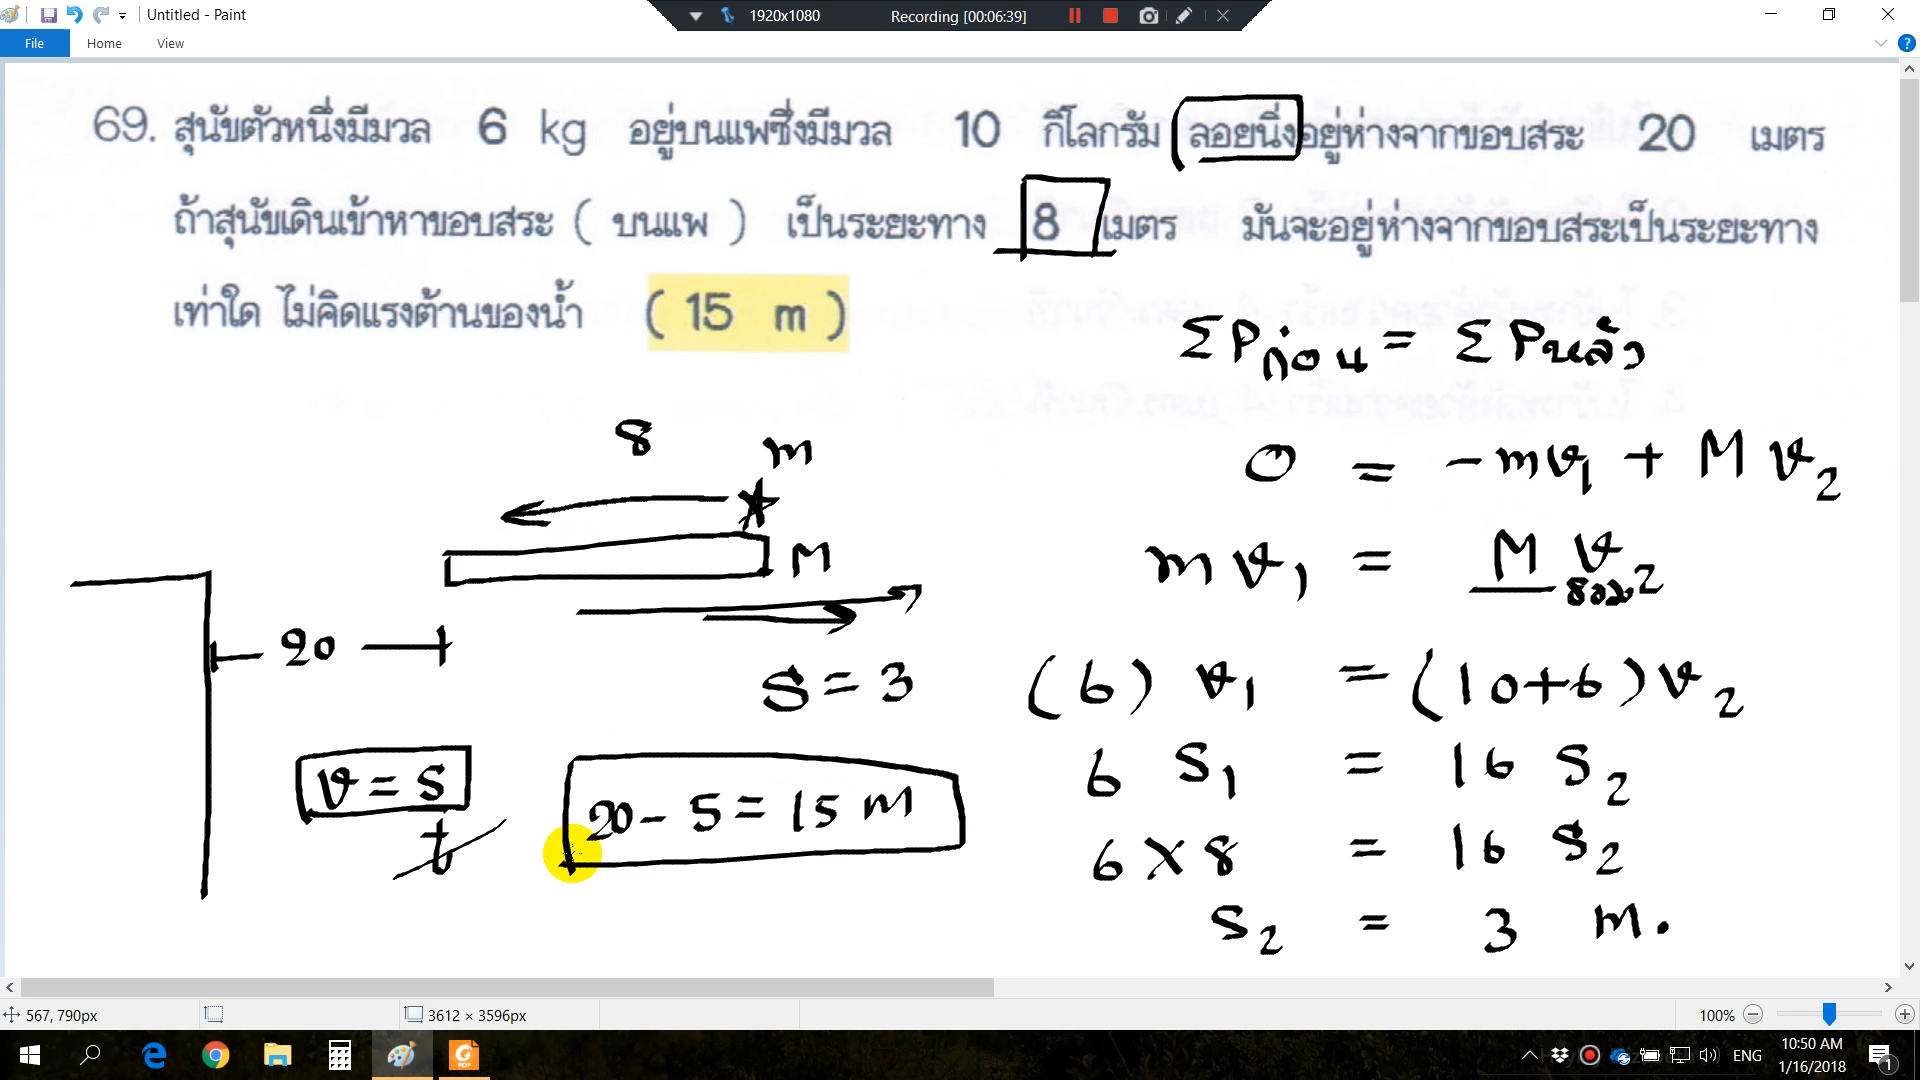 Untitled - Paint
1920x1080
Recording [00:06:39]
File Home View
69. สุนัขตัวหนึ่งมีมวล 6 kg อยู่บนแพซึ่งมีมวล 10 กิโลกรัม ลอยนิ่งอยู่ห่างจากขอบสระ 20 เมตร
ถ้าสุนัขเดินเข้าหาขอบสระ ( บนแพ ) เป็นระยะทาง 8 เมตร มันจะอยู่ห่างจากขอบสระเป็นระยะทาง
เท่าใด ไม่คิดแรงต้านของน้ำ ( 15 m )
ΣPก่อน = ΣPหลัง
8 m
0 = -mv1 + Mv2
M
mv1 = M v2
20
S = 3
(6) v1 = (10+6) v2
v = s
t
20 - 5 = 15 m
6 S1 = 16 S2
6 × 8 = 16 S2
S2 = 3 m.
567, 790px
3612 × 3596px
100%
ENG
10:50 AM
1/16/2018
1